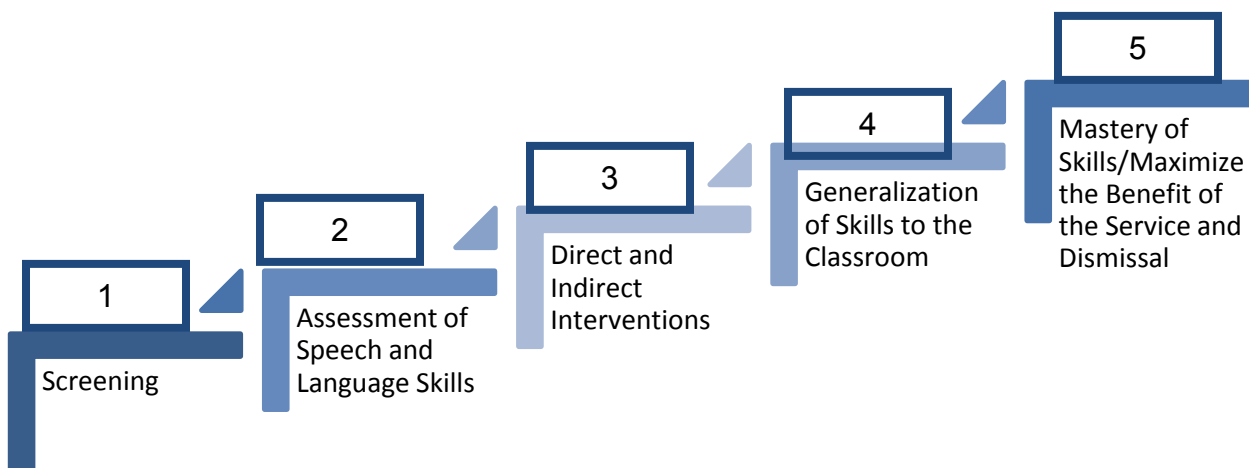 1
Screening
2
Assessment of
Speech and
Language Skills
3
Direct and
Indirect
Interventions
4
Generalization
of Skills to the
Classroom
5
Mastery of
Skills/Maximize
the Benefit of
the Service and
Dismissal